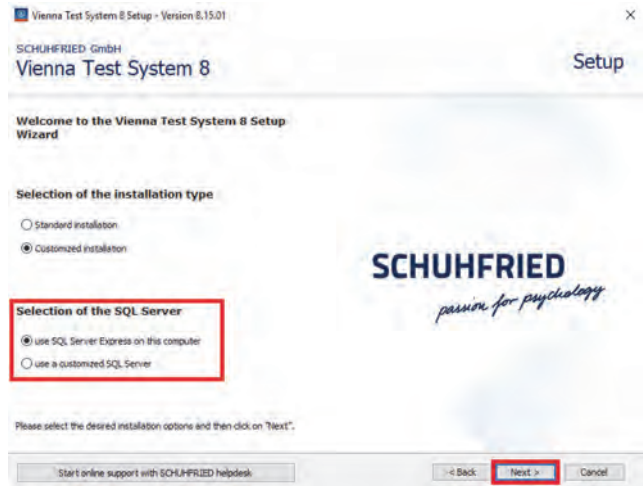 Vienna Test System 8 Setup - Version 8.15.01
SCHUHFRIED GmbH
Vienna Test System 8
Setup
Welcome to the Vienna Test System 8 Setup
Wizard
Selection of the installation type
Standard installation
Customized installation
SCHUHFRIED
passion for psychology
Selection of the SQL Server
use SQL Server Express on this computer
use a customized SQL Server
Please select the desired installation options and then click on "Next".
Start online support with SCHUHFRIED helpdesk
< Back
Next >
Cancel